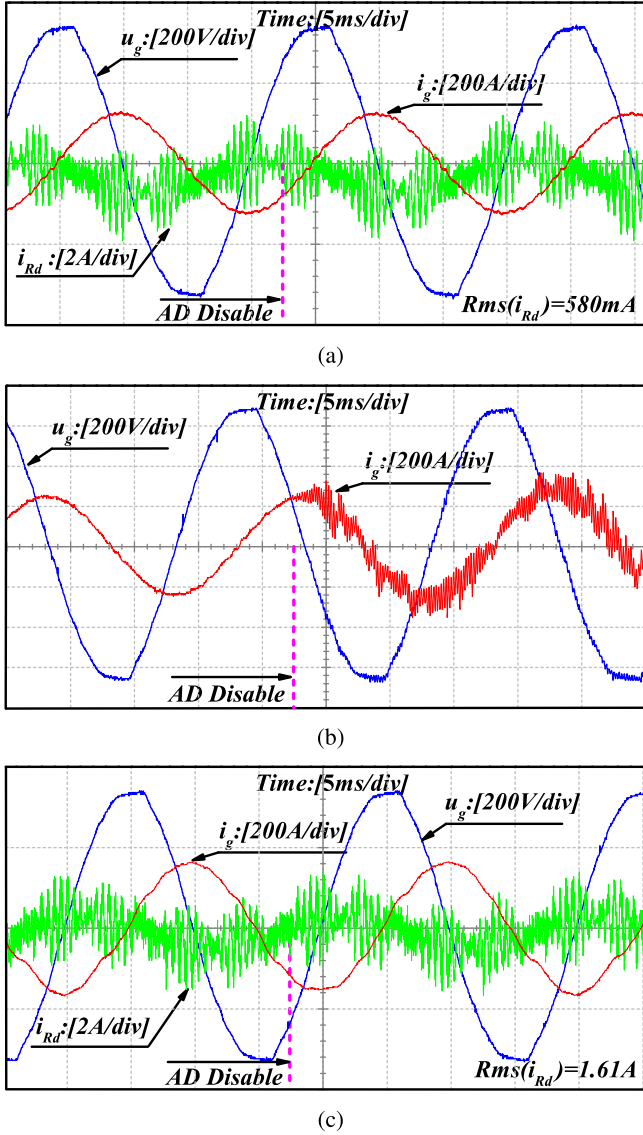 Time:[5ms/div]
u_g:[200V/div]
i_g:[200A/div]
i_Rd:[2A/div]
AD Disable
Rms(i_Rd)=580mA
(a)
Time:[5ms/div]
u_g:[200V/div]
i_g:[200A/div]
AD Disable
(b)
Time:[5ms/div]
u_g:[200V/div]
i_g:[200A/div]
i_Rd:[2A/div]
AD Disable
Rms(i_Rd)=1.61A
(c)